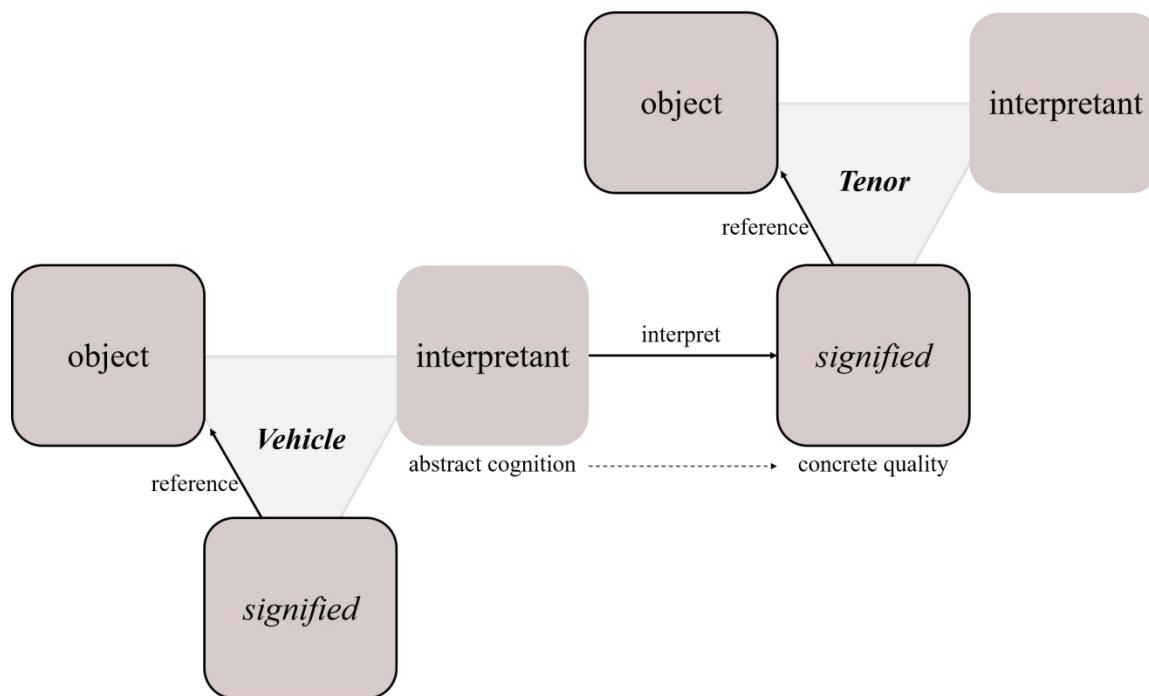 object
interpretant
Tenor
reference
signified
object
interpretant
interpret
Vehicle
abstract cognition
concrete quality
reference
signified